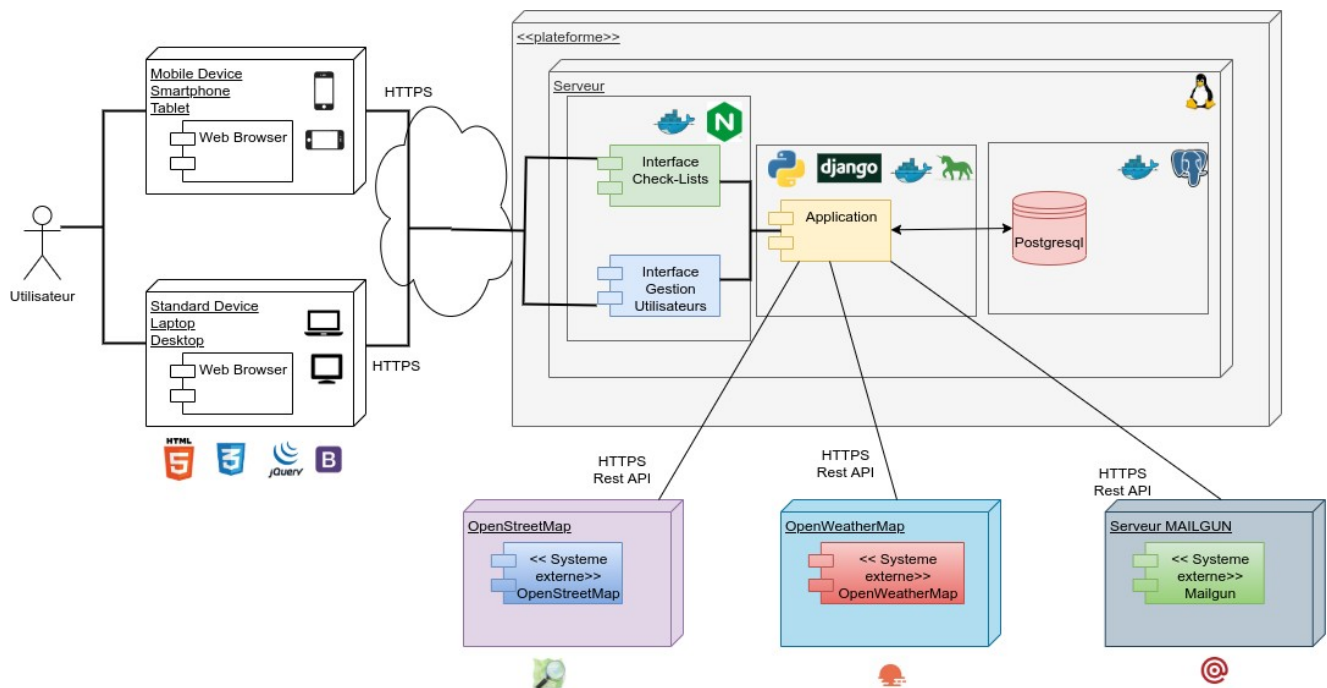 <<plateforme>>
Serveur
Mobile Device
Smartphone
Tablet
Web Browser
HTTPS
Interface
Check-Lists
django
Application
Postgresql
Interface
Gestion
Utilisateurs
Utilisateur
Standard Device
Laptop
Desktop
Web Browser
HTTPS
HTML
5
3
jQuery
B
N
HTTPS
Rest API
HTTPS
Rest API
HTTPS
Rest API
OpenStreetMap
<< Systeme
externe>>
OpenStreetMap
OpenWeatherMap
<< Systeme
externe>>
OpenWeatherMap
Serveur MAILGUN
<< Systeme
externe>>
Mailgun